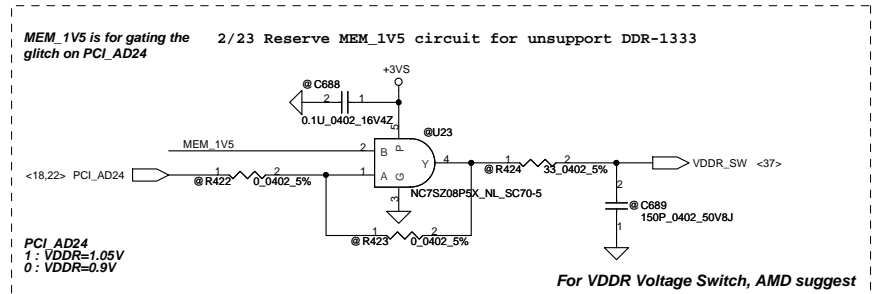 MEM_1V5 is for gating the
glitch on PCI_AD24
2/23 Reserve MEM_1V5 circuit for unsupport DDR-1333
+3VS
@ C688
2 1
0.1U_0402_16V4Z
5
@U23
MEM_1V5
2 B P
Y 4
@R424
1 2
33_0402_5%
VDDR_SW <37>
<18,22> PCI_AD24
1 2
@R422
0_0402_5%
1 A G
NC7SZ08P5X_NL_SC70-5
3
2
@ C689
150P_0402_50V8J
1
1 2
@R423
0_0402_5%
PCI_AD24
1 : VDDR=1.05V
0 : VDDR=0.9V
For VDDR Voltage Switch, AMD suggest